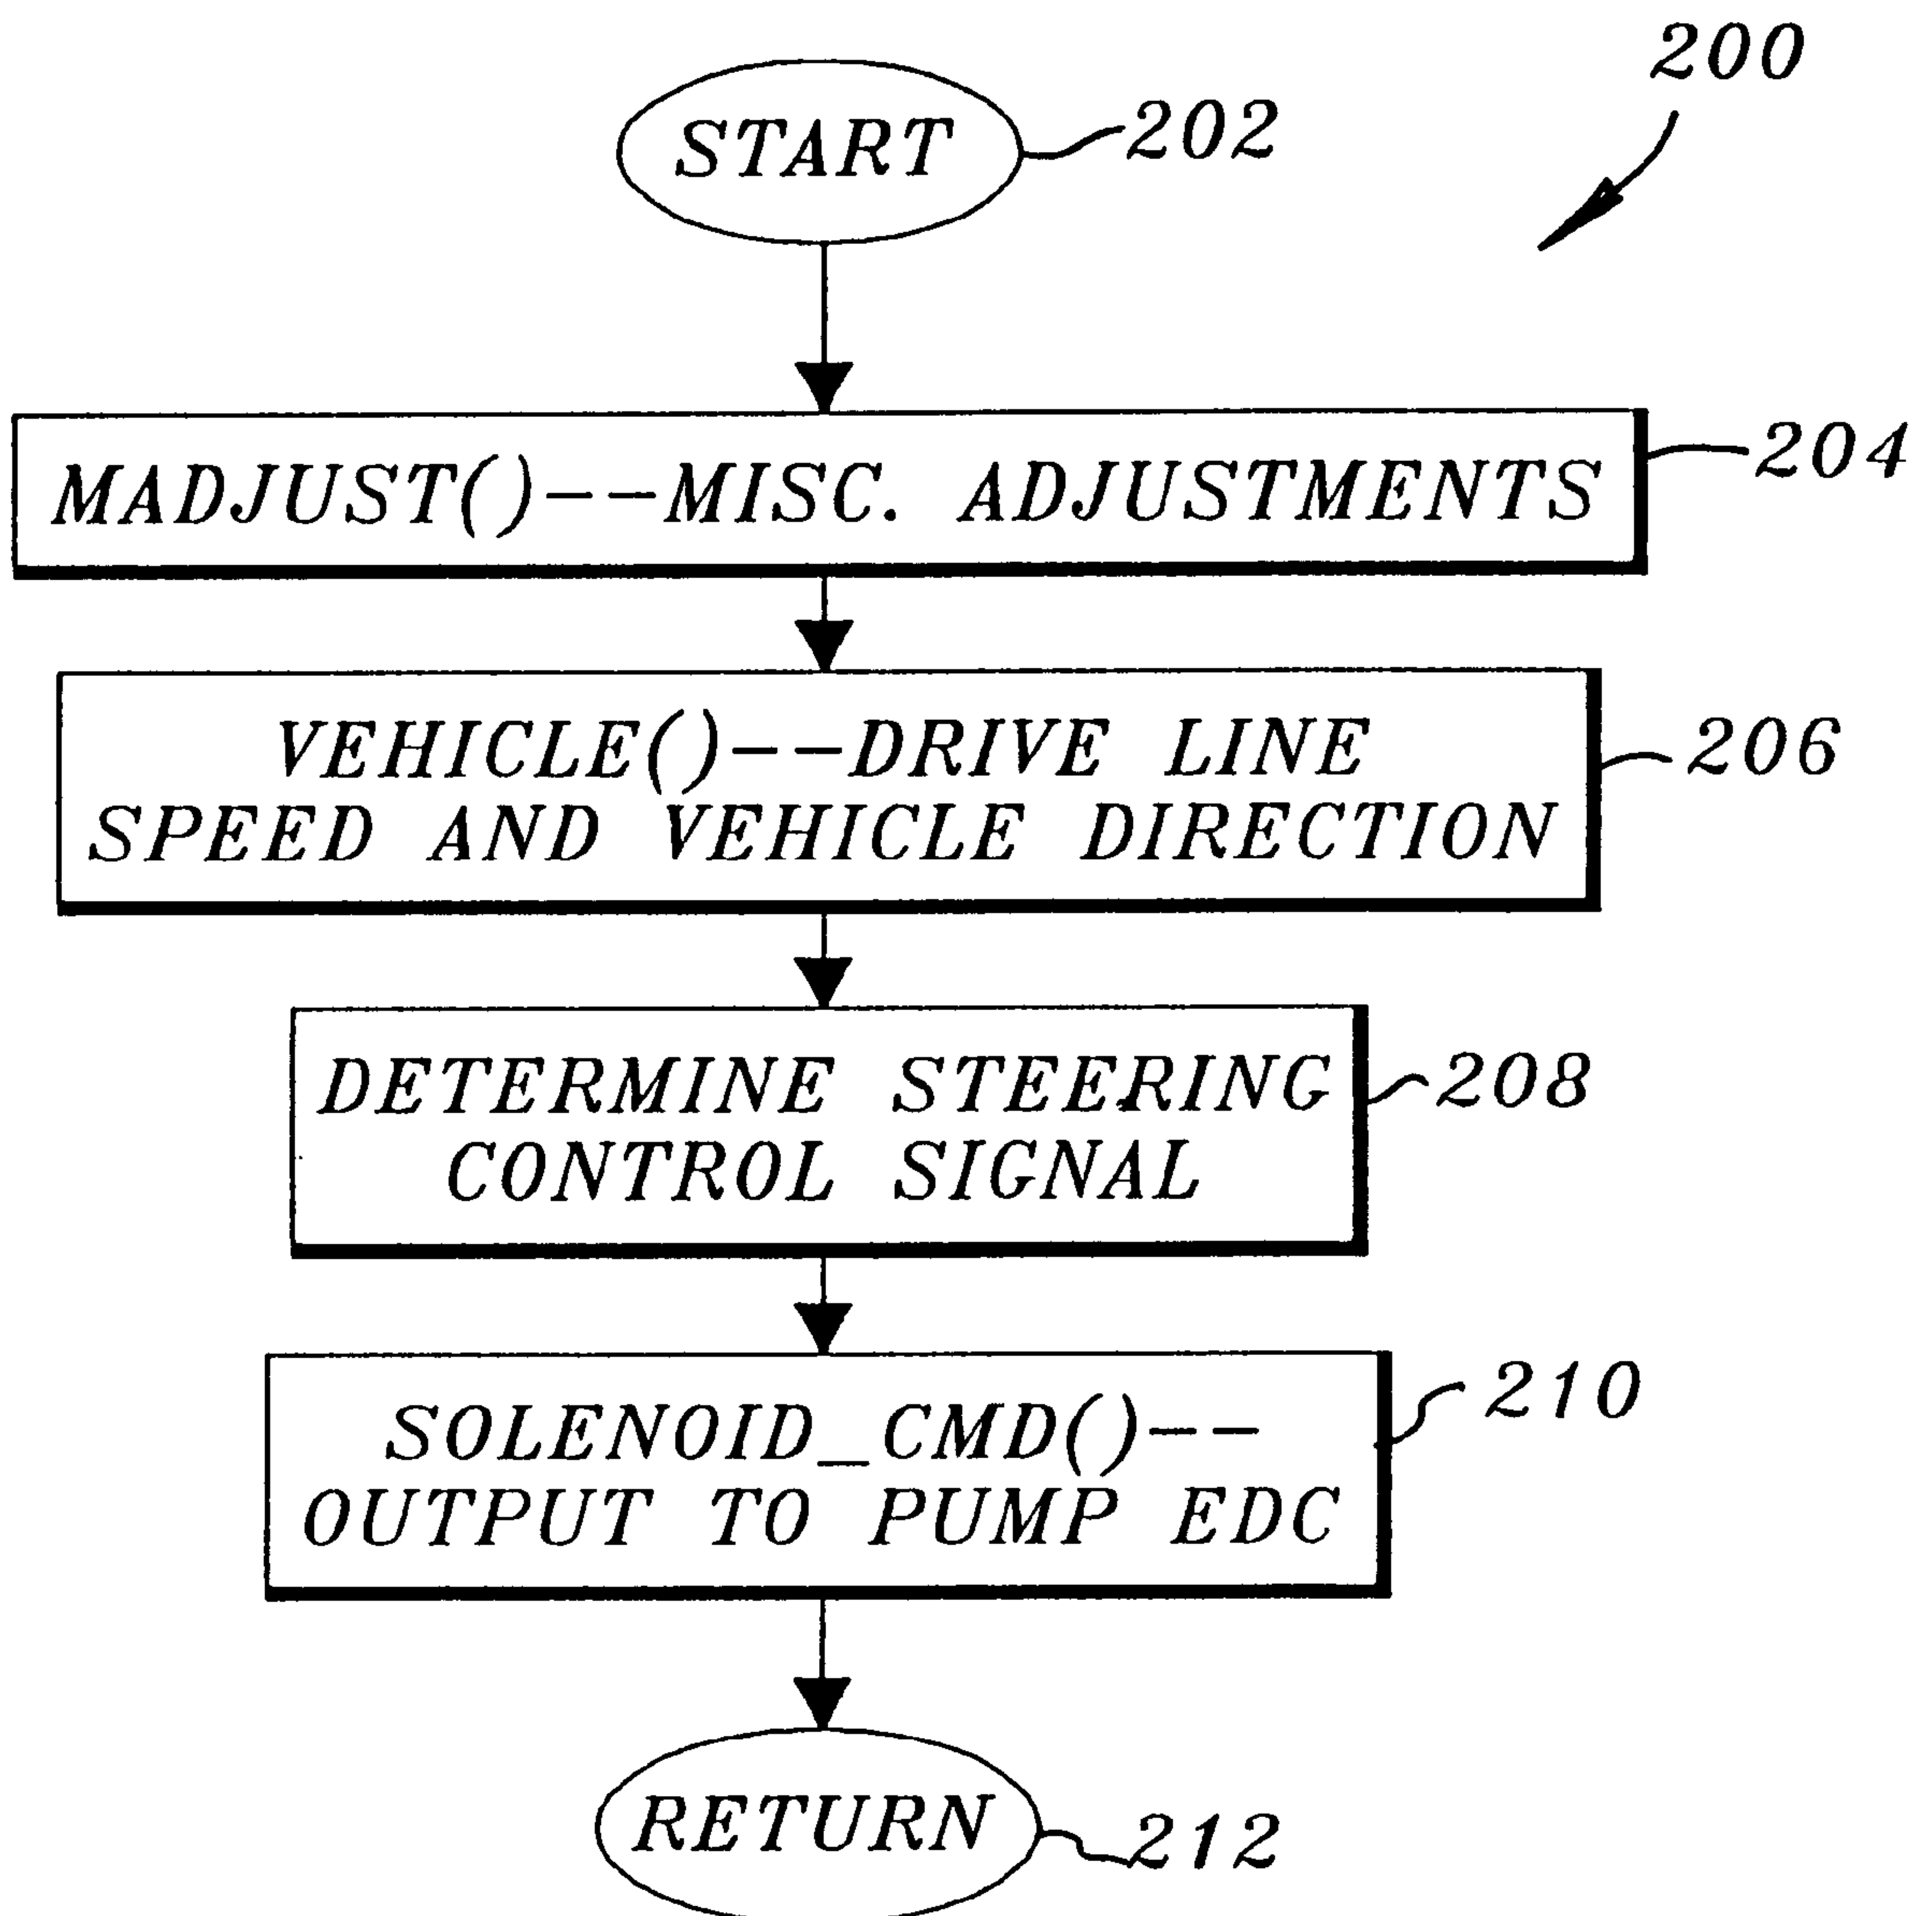 200
START
202
MADJUST()--MISC. ADJUSTMENTS
204
VEHICLE()--DRIVE LINE
SPEED AND VEHICLE DIRECTION
206
DETERMINE STEERING
CONTROL SIGNAL
208
SOLENOID_CMD()--
OUTPUT TO PUMP EDC
210
RETURN
212